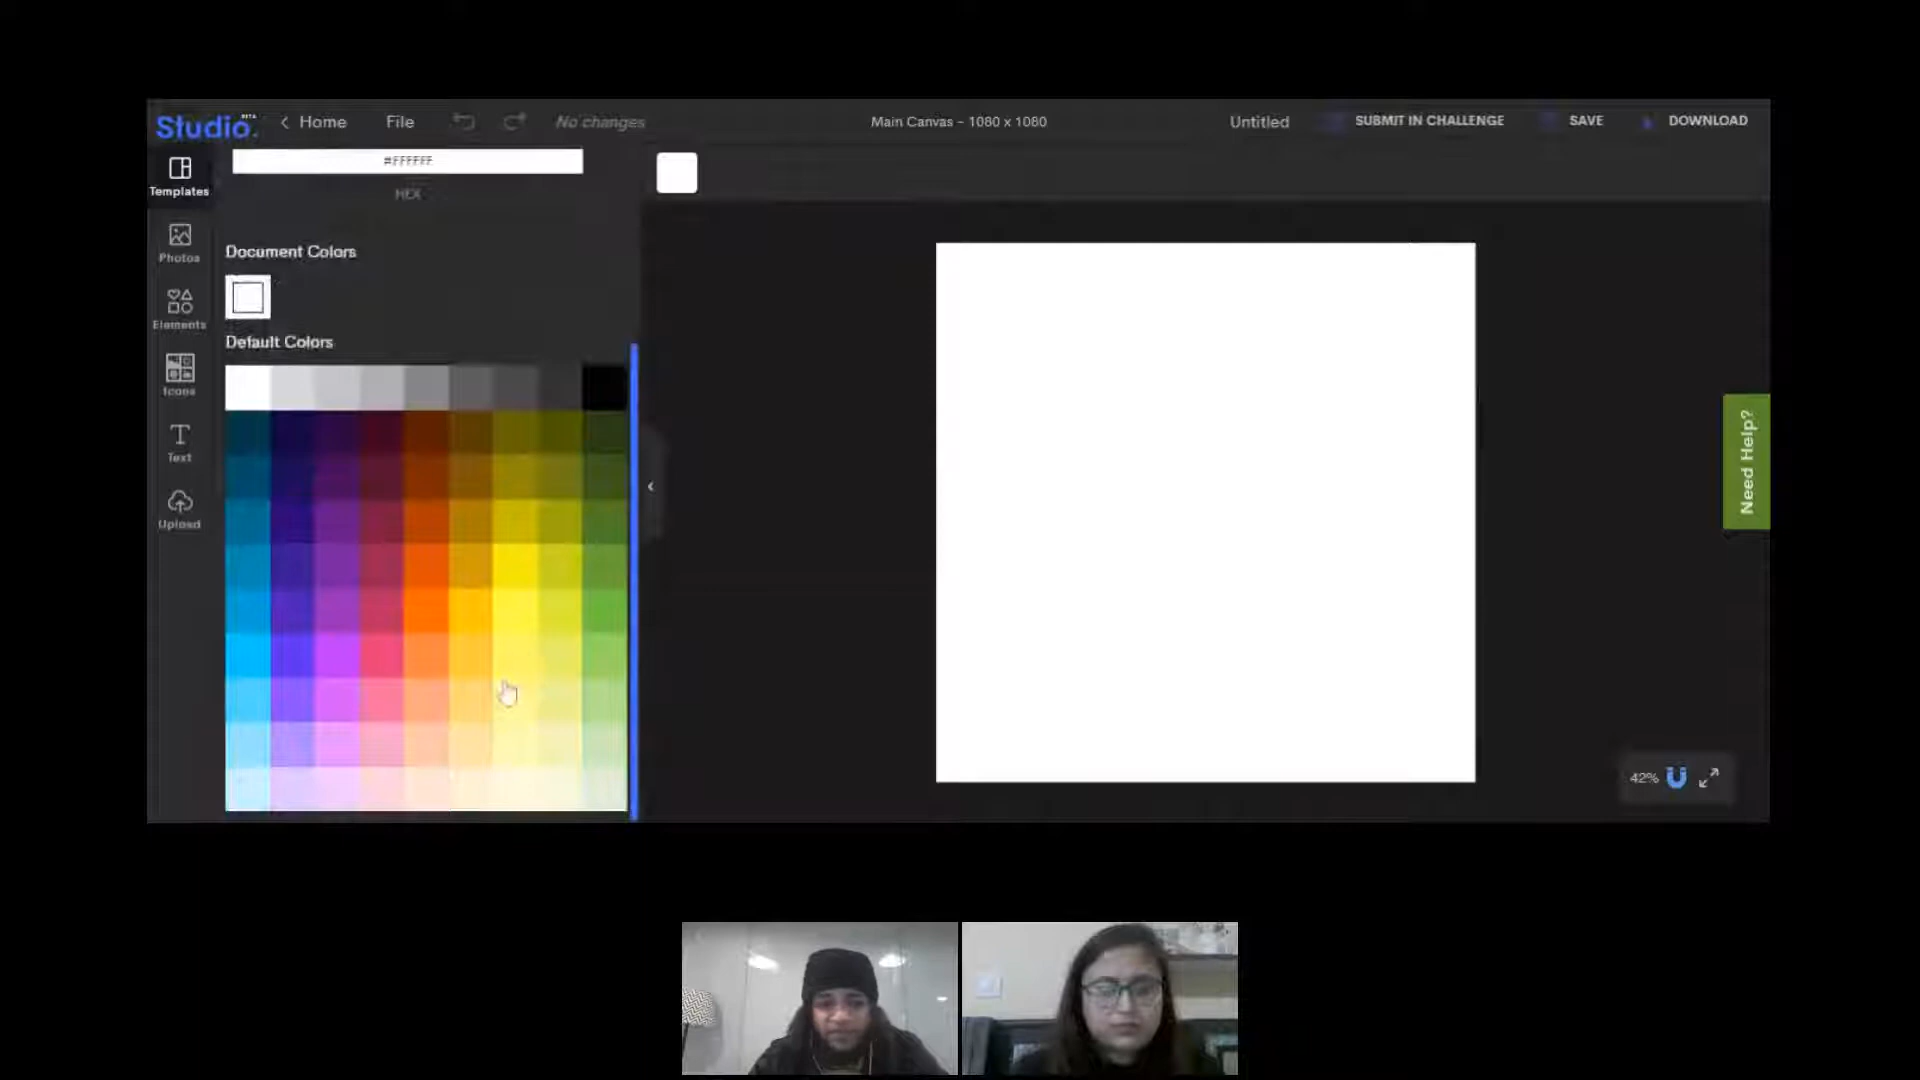 Studio.
BETA
Home
File
No changes
Main Canvas - 1080 x 1080
Untitled
SUBMIT IN CHALLENGE
SAVE
DOWNLOAD
Templates
Photos
Elements
Icons
Text
Upload
#FFFFFF
HEX
Document Colors
Default Colors
Need Help?
42%